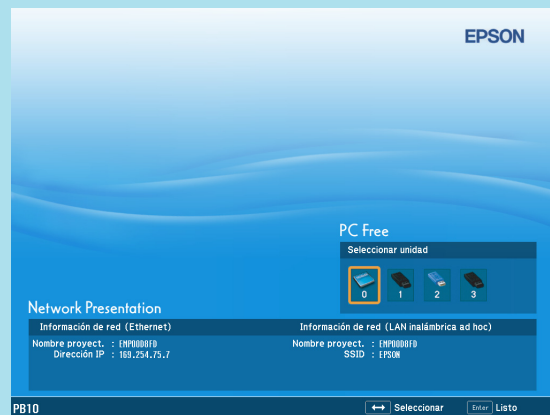 EPSON
PC Free
Seleccionar unidad
0 1 2 3
Network Presentation
Información de red (Ethernet)
Nombre proyect. : EMP00D8FD
Dirección IP : 169.254.75.7
Información de red (LAN inalámbrica ad hoc)
Nombre proyect. : EMP00D8FD
SSID : EPSON
PB10
Seleccionar
Enter Listo